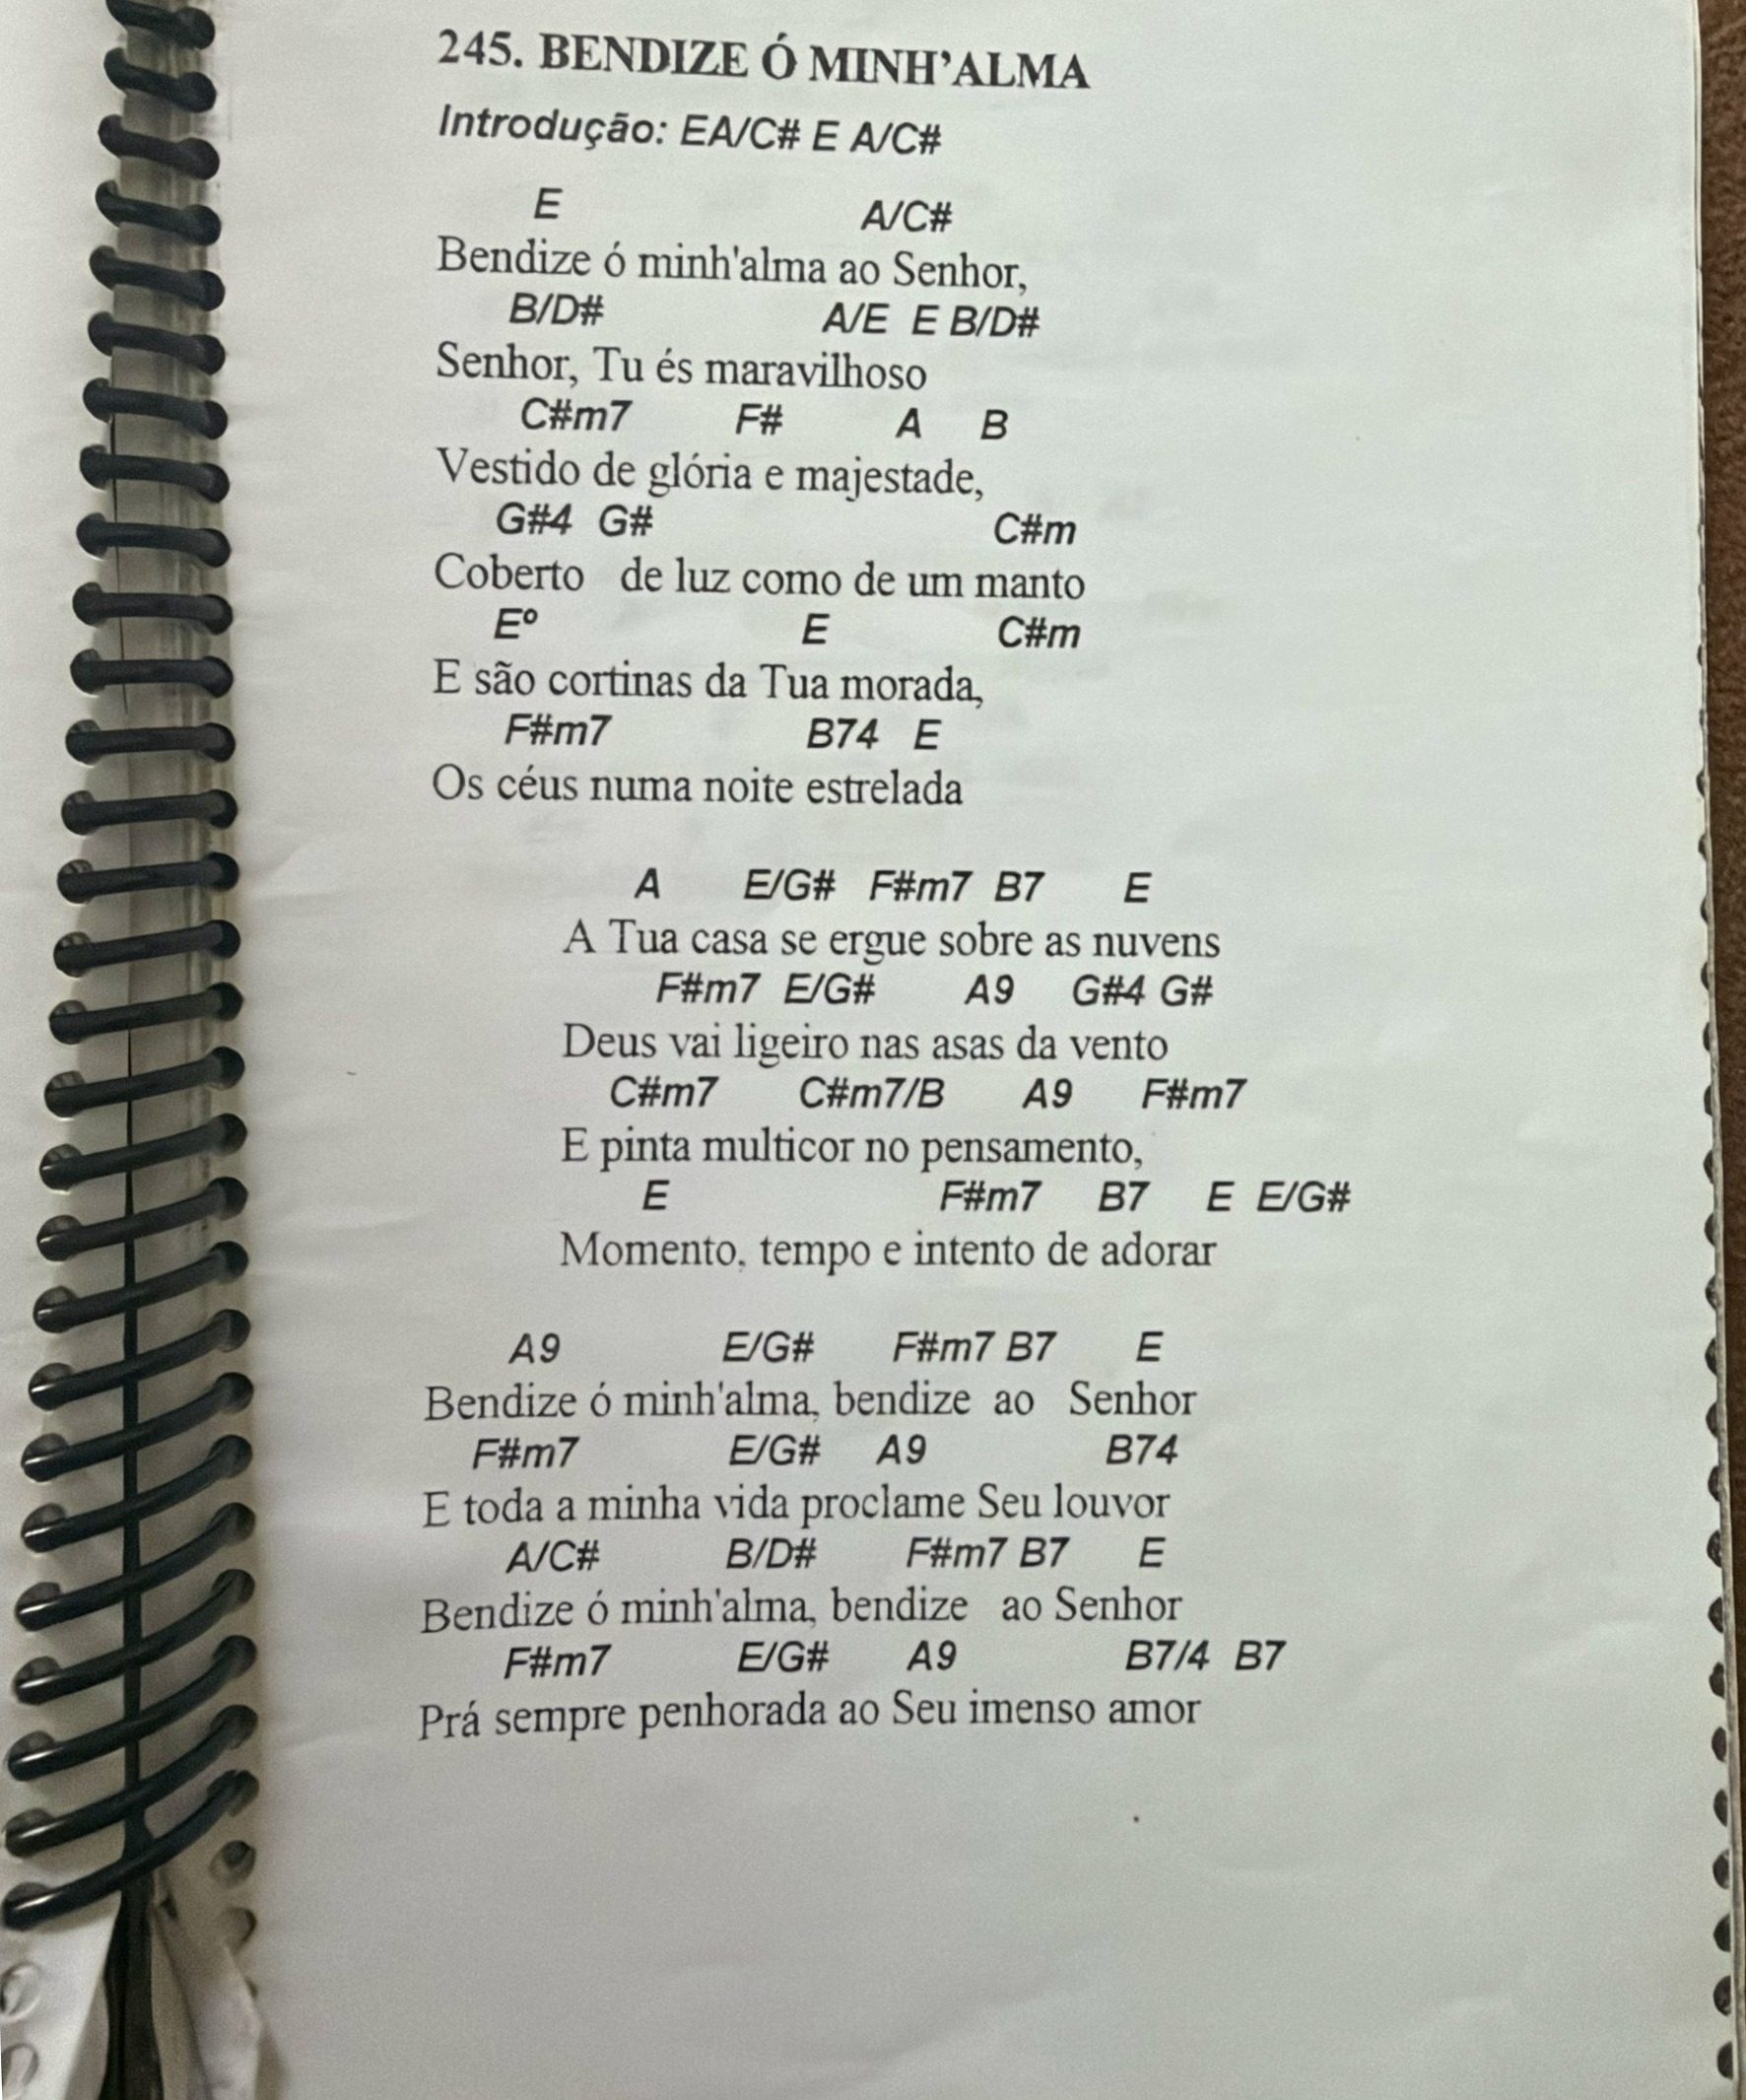 245. BENDIZE Ó MINH'ALMA
Introdução: EA/C# E A/C#
E A/C#
Bendize ó minh'alma ao Senhor,
B/D# A/E E B/D#
Senhor, Tu és maravilhoso
C#m7 F# A B
Vestido de glória e majestade,
G#4 G# C#m
Coberto de luz como de um manto
Eº E C#m
E são cortinas da Tua morada,
F#m7 B74 E
Os céus numa noite estrelada
A E/G# F#m7 B7 E
A Tua casa se ergue sobre as nuvens
F#m7 E/G# A9 G#4 G#
Deus vai ligeiro nas asas da vento
C#m7 C#m7/B A9 F#m7
E pinta multicor no pensamento,
E F#m7 B7 E E/G#
Momento, tempo e intento de adorar
A9 E/G# F#m7 B7 E
Bendize ó minh'alma, bendize ao Senhor
F#m7 E/G# A9 B74
E toda a minha vida proclame Seu louvor
A/C# B/D# F#m7 B7 E
Bendize ó minh'alma, bendize ao Senhor
F#m7 E/G# A9 B7/4 B7
Prá sempre penhorada ao Seu imenso amor